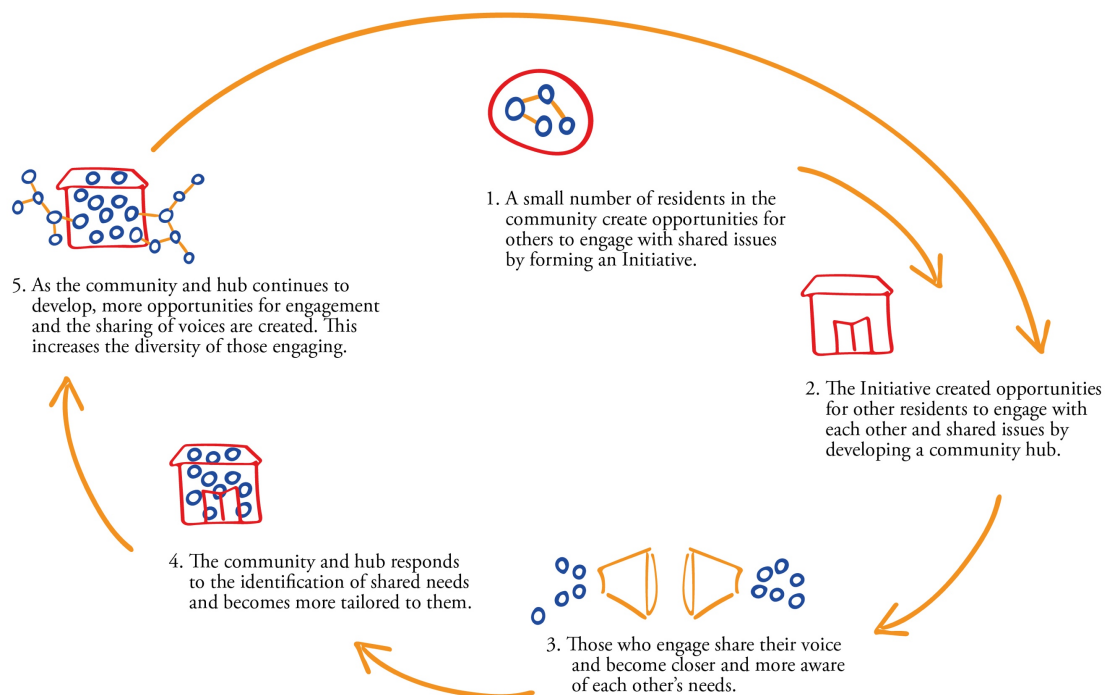 1. A small number of residents in the
community create opportunities for
others to engage with shared issues
by forming an Initiative.
2. The Initiative created opportunities
for other residents to engage with
each other and shared issues by
developing a community hub.
3. Those who engage share their voice
and become closer and more aware
of each other's needs.
4. The community and hub responds
to the identification of shared needs
and becomes more tailored to them.
5. As the community and hub continues to
develop, more opportunities for engagement
and the sharing of voices are created. This
increases the diversity of those engaging.